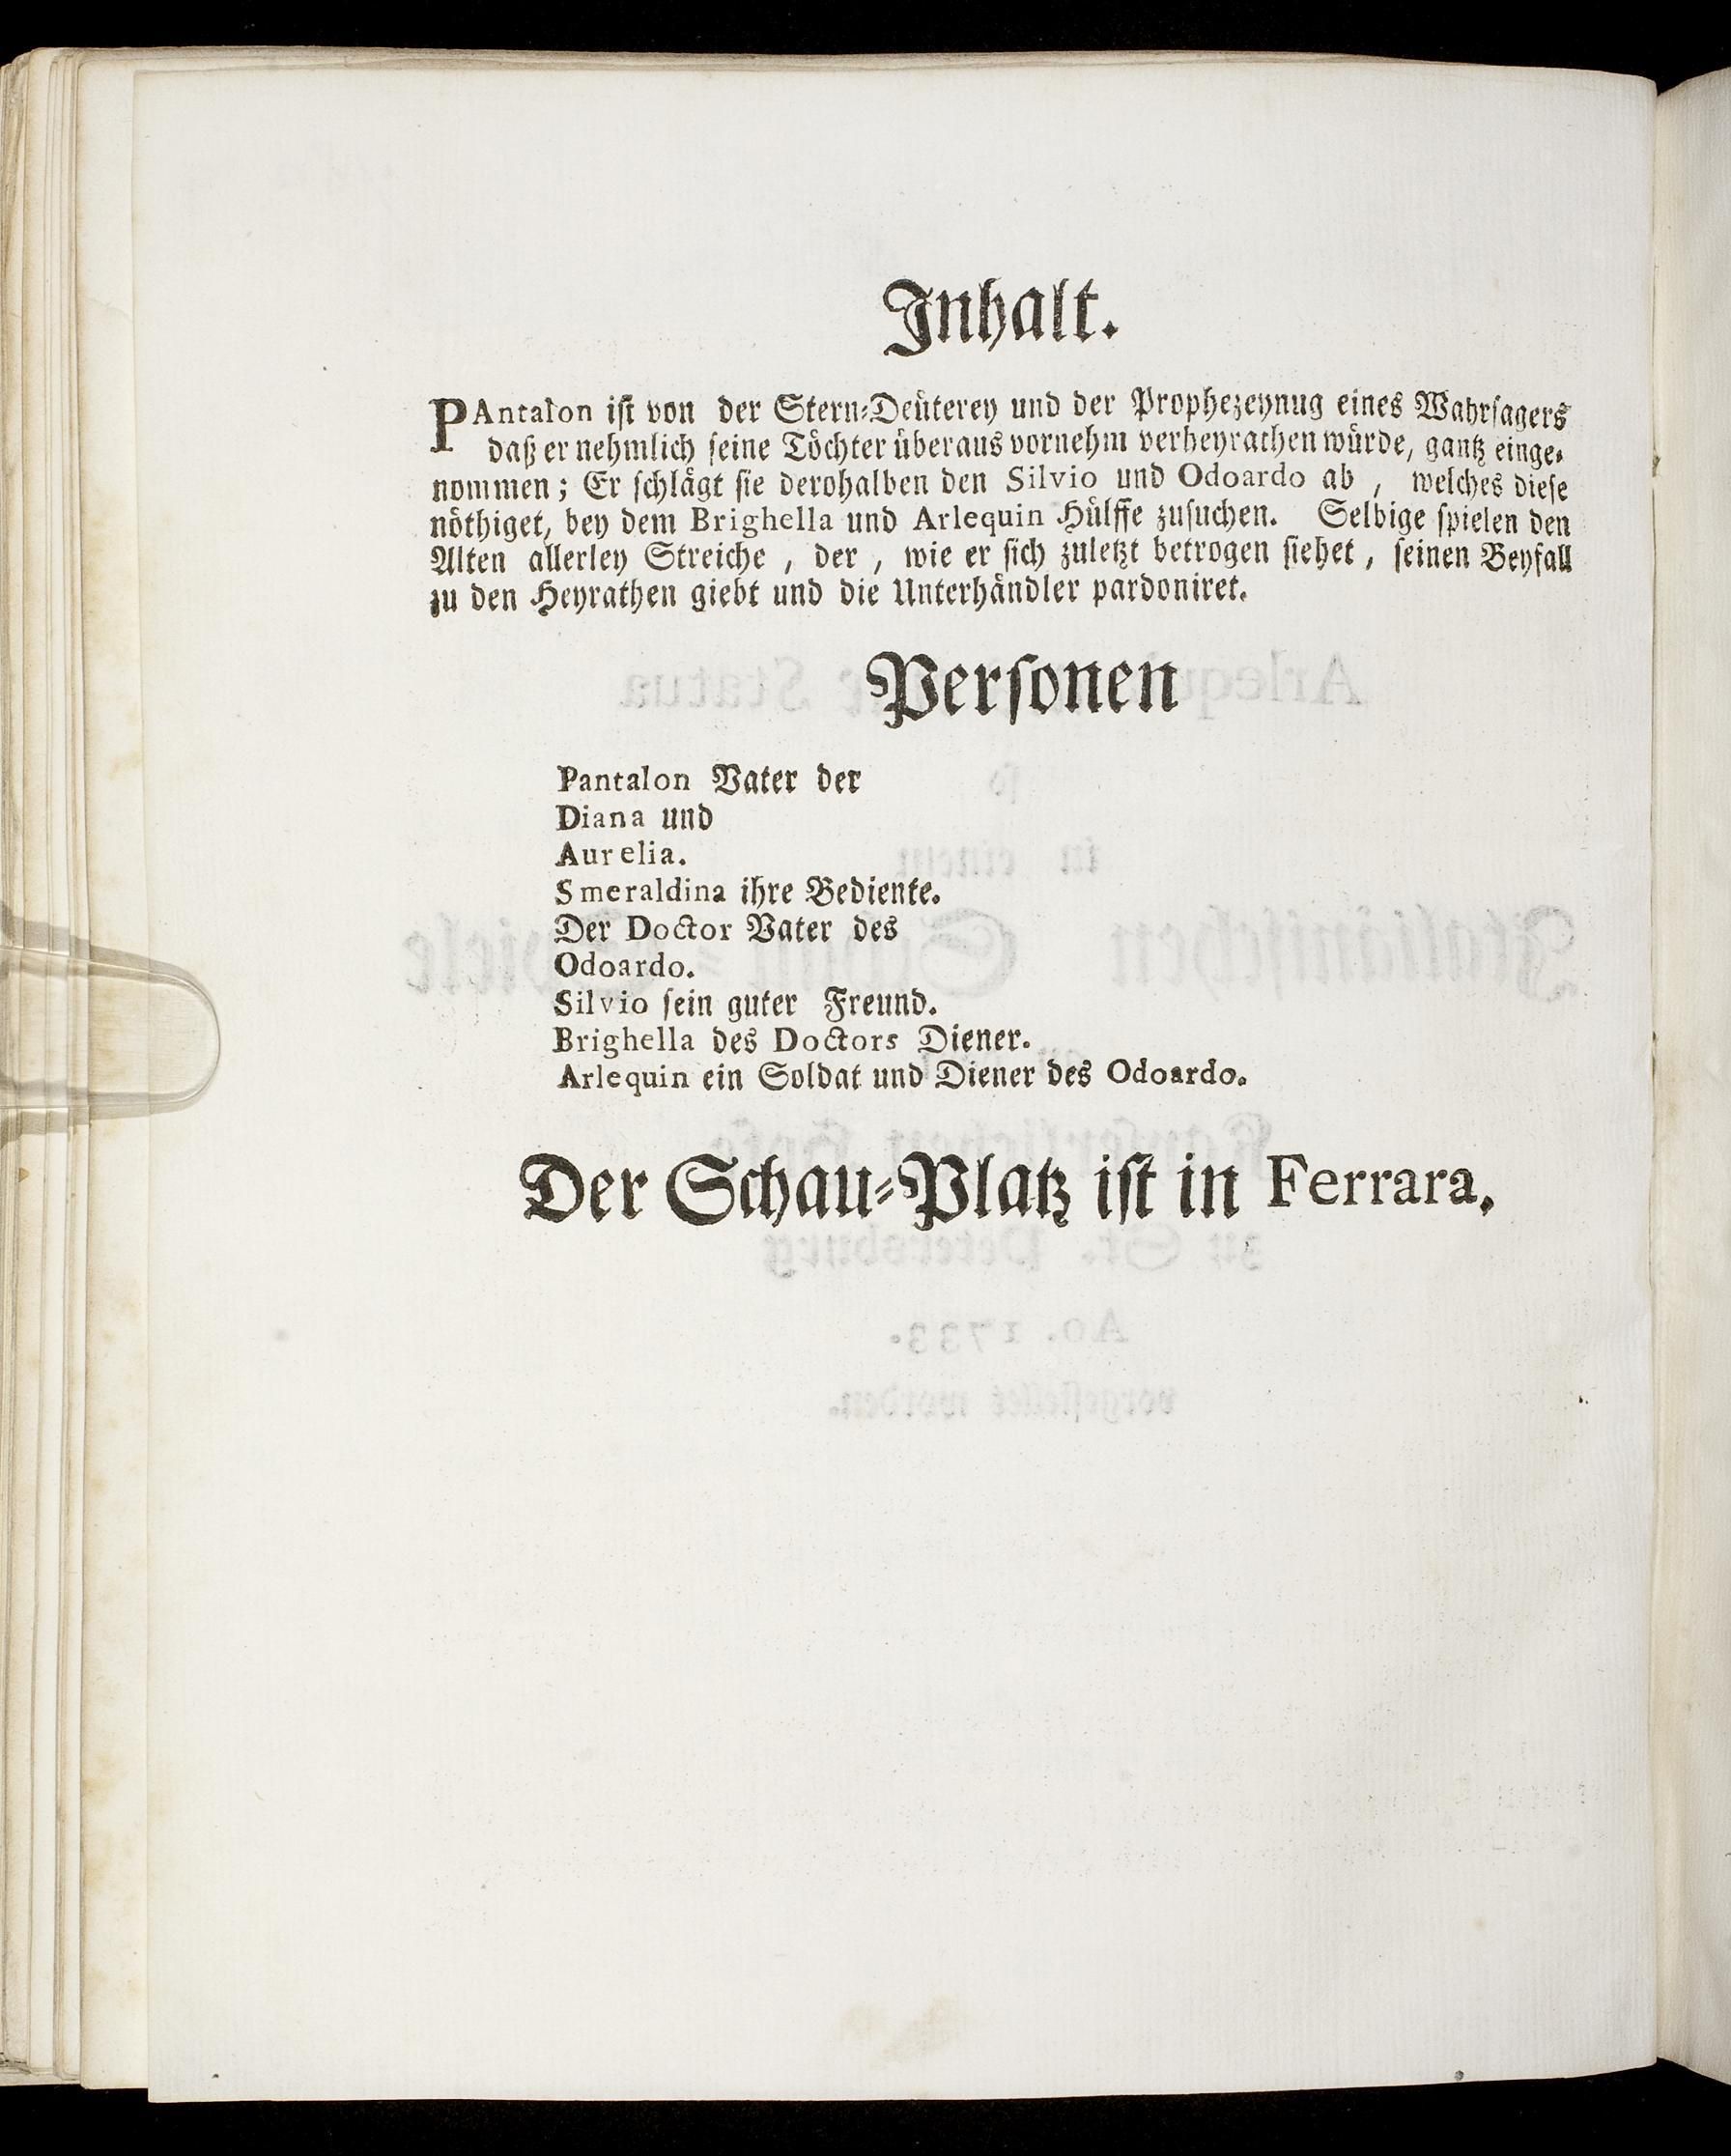 Inhalt.
PAntalon ist von der Stern-Deüterey und der Prophezeynug eines Wahrsagers
daß er nehmlich seine Töchter überaus vornehm verheyrathen würde, gantz einge-
nommen; Er schlägt sie derohalben den Silvio und Odoardo ab , welches diese
nöthiget, bey dem Brighella und Arlequin Hülffe zusuchen. Selbige spielen den
Alten allerley Streiche , der , wie er sich zuletzt betrogen siehet , seinen Beyfall
zu den Heyrathen giebt und die Unterhändler pardoniret.
Personen
Pantalon Vater der
Diana und
Aurelia.
Smeraldina ihre Bediente.
Der Doctor Vater des
Odoardo.
Silvio sein guter Freund.
Brighella des Doctors Diener.
Arlequin ein Soldat und Diener des Odoardo.
Der Schau-Platz ist in Ferrara.